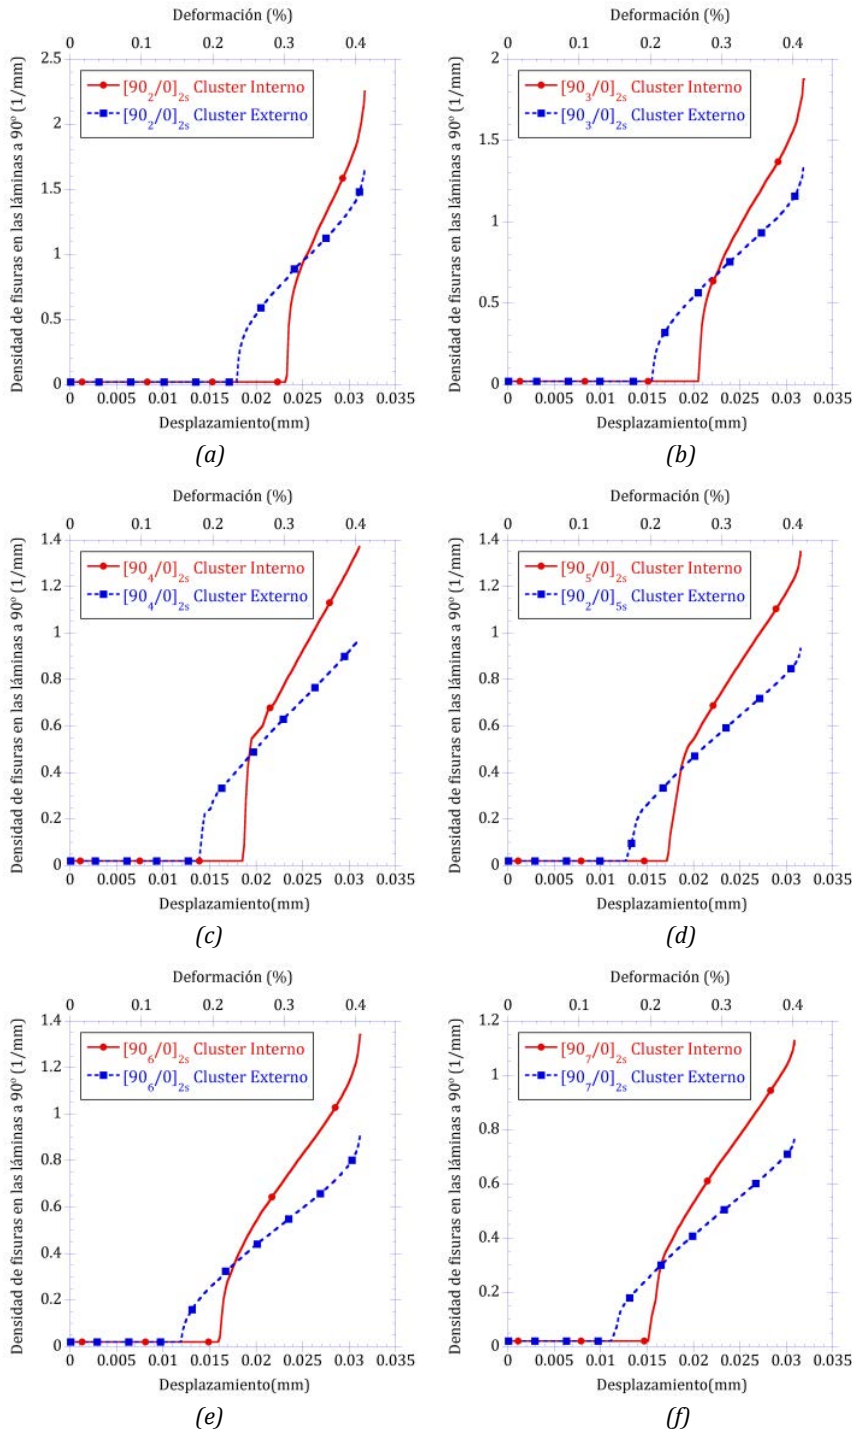 Deformación (%)
0 0.1 0.2 0.3 0.4
Densidad de fisuras en las láminas a 90º (1/mm)
2.5
2
1.5
1
0.5
0
[90₂/0]₂ₛ Cluster Interno
[90₂/0]₂ₛ Cluster Externo
0 0.005 0.01 0.015 0.02 0.025 0.03 0.035
Desplazamiento(mm)
(a)
Deformación (%)
0 0.1 0.2 0.3 0.4
Densidad de fisuras en las láminas a 90º (1/mm)
2
1.5
1
0.5
0
[90₃/0]₂ₛ Cluster Interno
[90₃/0]₂ₛ Cluster Externo
0 0.005 0.01 0.015 0.02 0.025 0.03 0.035
Desplazamiento(mm)
(b)
Deformación (%)
0 0.1 0.2 0.3 0.4
Densidad de fisuras en las láminas a 90º (1/mm)
1.4
1.2
1
0.8
0.6
0.4
0.2
0
[90₄/0]₂ₛ Cluster Interno
[90₄/0]₂ₛ Cluster Externo
0 0.005 0.01 0.015 0.02 0.025 0.03 0.035
Desplazamiento(mm)
(c)
Deformación (%)
0 0.1 0.2 0.3 0.4
Densidad de fisuras en las láminas a 90º (1/mm)
1.4
1.2
1
0.8
0.6
0.4
0.2
0
[90₅/0]₂ₛ Cluster Interno
[90₂/0]₅ₛ Cluster Externo
0 0.005 0.01 0.015 0.02 0.025 0.03 0.035
Desplazamiento(mm)
(d)
Deformación (%)
0 0.1 0.2 0.3 0.4
Densidad de fisuras en las láminas a 90º (1/mm)
1.4
1.2
1
0.8
0.6
0.4
0.2
0
[90₆/0]₂ₛ Cluster Interno
[90₆/0]₂ₛ Cluster Externo
0 0.005 0.01 0.015 0.02 0.025 0.03 0.035
Desplazamiento(mm)
(e)
Deformación (%)
0 0.1 0.2 0.3 0.4
Densidad de fisuras en las láminas a 90º (1/mm)
1.2
1
0.8
0.6
0.4
0.2
0
[90₇/0]₂ₛ Cluster Interno
[90₇/0]₂ₛ Cluster Externo
0 0.005 0.01 0.015 0.02 0.025 0.03 0.035
Desplazamiento(mm)
(f)